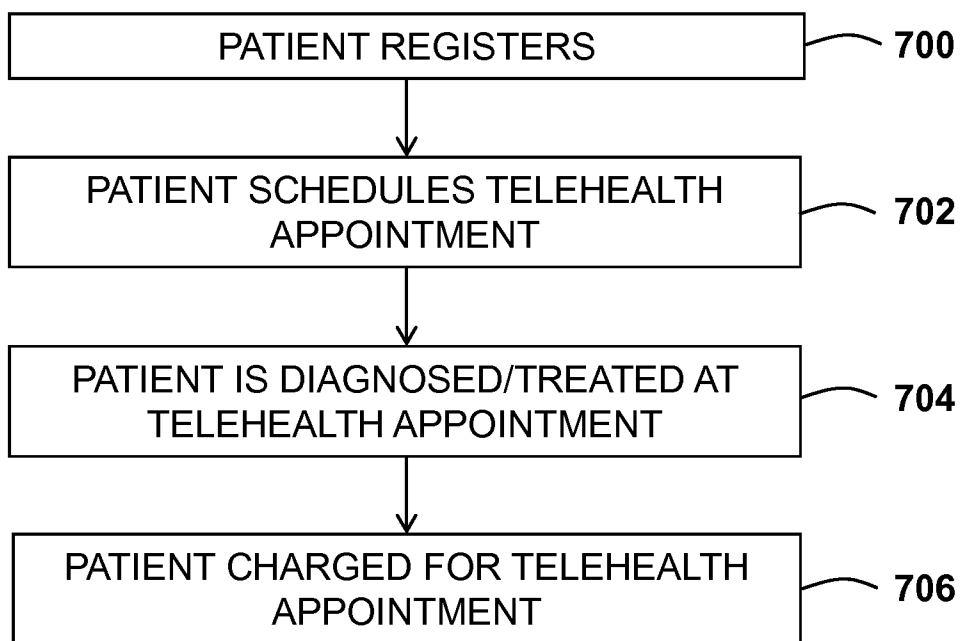 PATIENT REGISTERS
700
PATIENT SCHEDULES TELEHEALTH
APPOINTMENT
702
PATIENT IS DIAGNOSED/TREATED AT
TELEHEALTH APPOINTMENT
704
PATIENT CHARGED FOR TELEHEALTH
APPOINTMENT
706